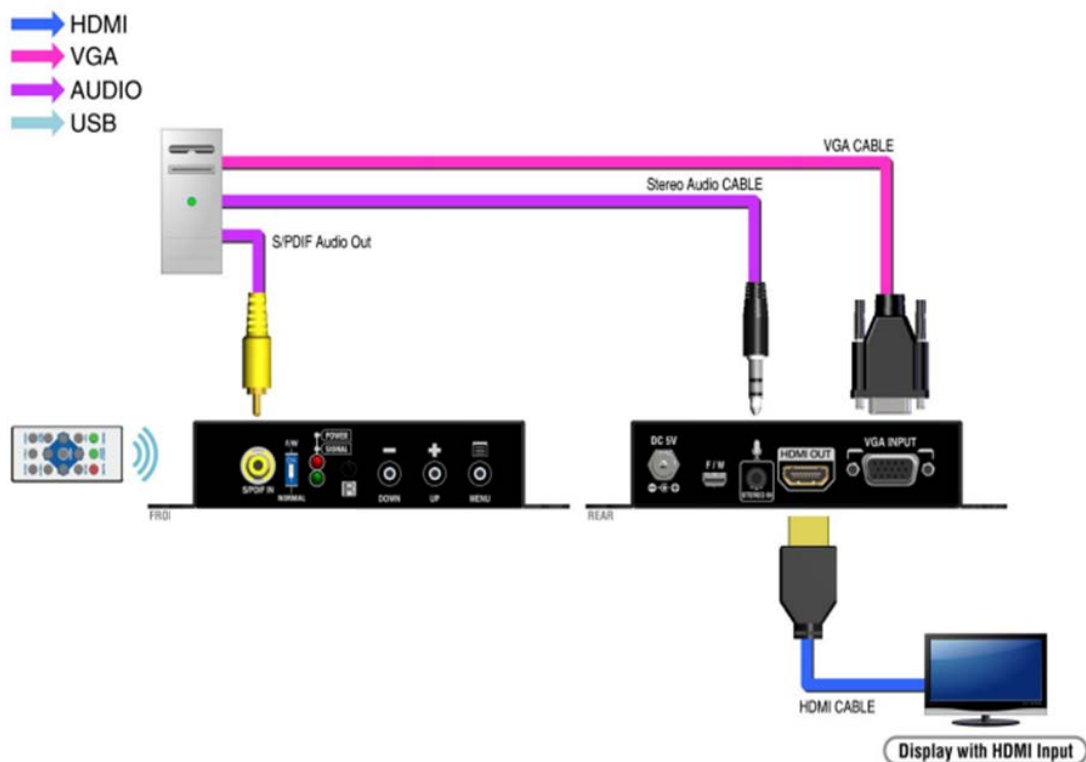 HDMI
VGA
AUDIO
USB
VGA CABLE
Stereo Audio CABLE
S/PDIF Audio Out
F/W
POWER
SIGNAL
S/PDIF IN
NORMAL
DOWN
UP
MENU
FRO
DC 5V
F/W
STEREO IN
HDMI OUT
VGA INPUT
REAR
HDMI CABLE
Display with HDMI Input